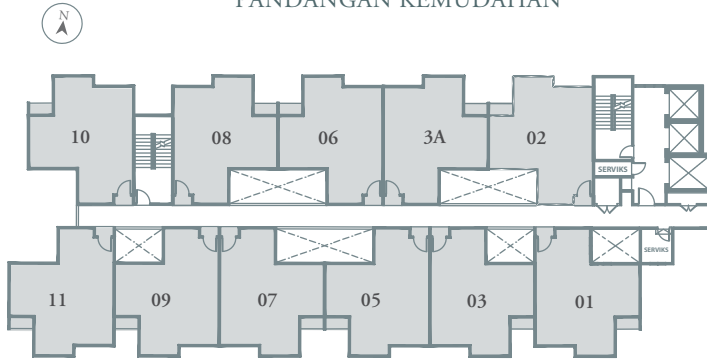 PANDANGAN KEMUDAHAN
N
10
08
06
3A
02
SERVIKS
SERVIKS
11
09
07
05
03
01